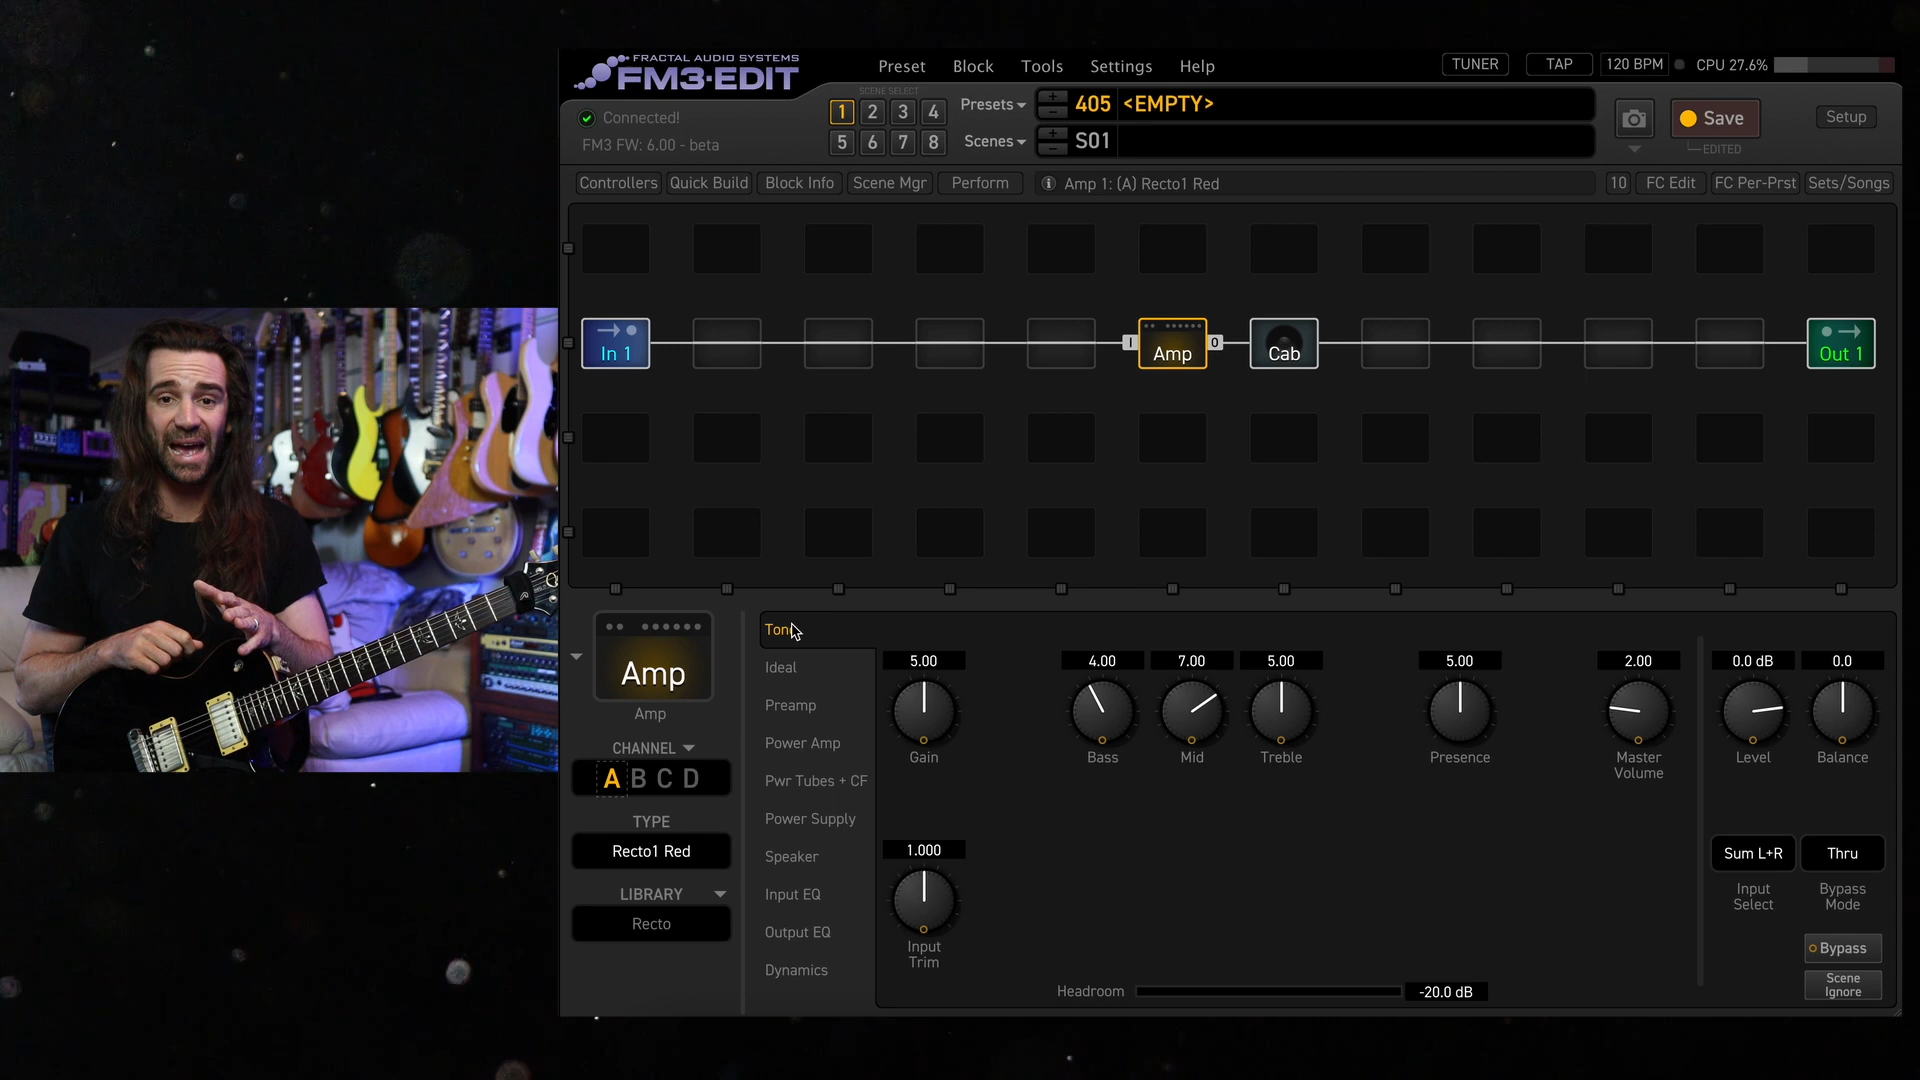 FRACTAL AUDIO SYSTEMS
FM3-EDIT
Preset Block Tools Settings Help
TUNER TAP 120 BPM CPU 27.6%
Connected!
FM3 FW: 6.00 - beta
SCENE SELECT
1 2 3 4
5 6 7 8
Presets
+
−
405 <EMPTY>
Scenes
+
−
S01
Save
EDITED
Setup
Controllers Quick Build Block Info Scene Mgr Perform
Amp 1: (A) Recto1 Red
10 FC Edit FC Per-Prst Sets/Songs
In 1
I
Amp
O
Cab
Out 1
Amp
Amp
CHANNEL
A B C D
TYPE
Recto1 Red
LIBRARY
Recto
Tone
Ideal
Preamp
Power Amp
Pwr Tubes + CF
Power Supply
Speaker
Input EQ
Output EQ
Dynamics
5.00 4.00 7.00 5.00 5.00 2.00 0.0 dB 0.0
Gain Bass Mid Treble Presence Master Volume Level Balance
1.000
Input
Trim
Sum L+R Thru
Input Select
Bypass Mode
Bypass
Scene
Ignore
Headroom -20.0 dB